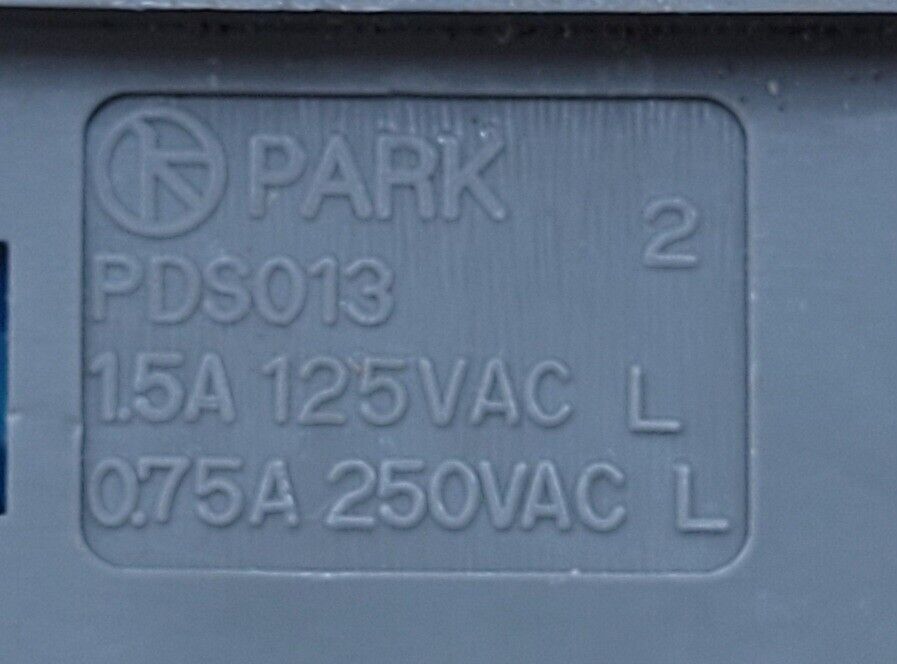 PARK
2
PDS013
1.5A 125VAC L
0.75A 250VAC L